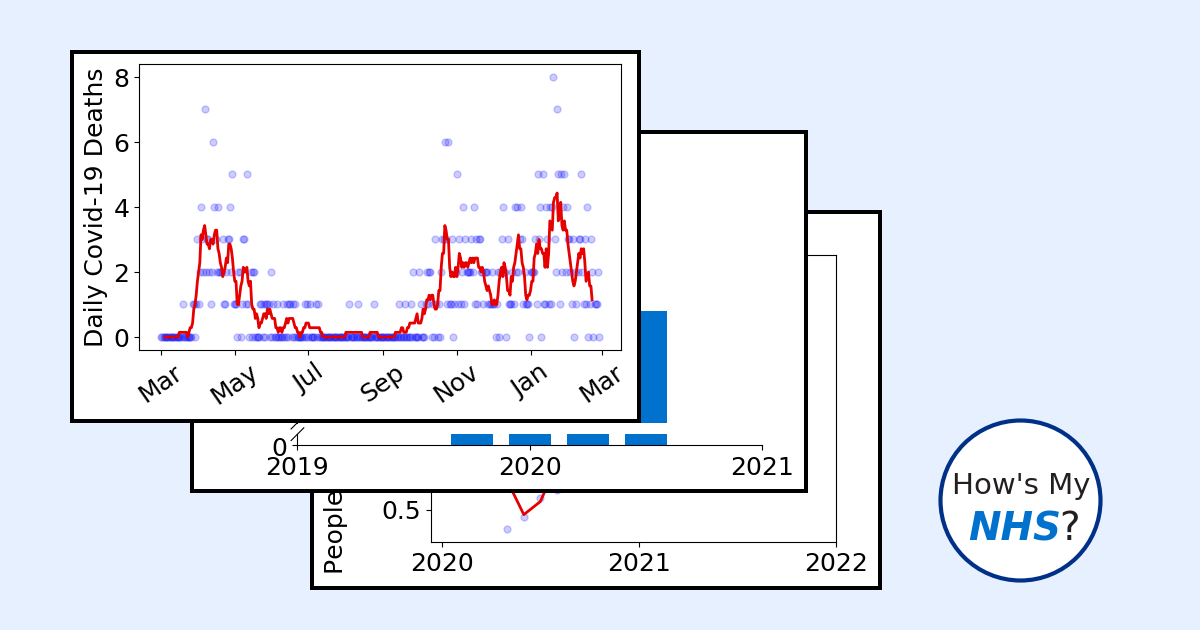 Daily Covid-19 Deaths
8
6
4
2
0
Mar May Jul Sep Nov Jan Mar
0
2019 2020 2021
People
0.5
2020 2021 2022
How's My
NHS?